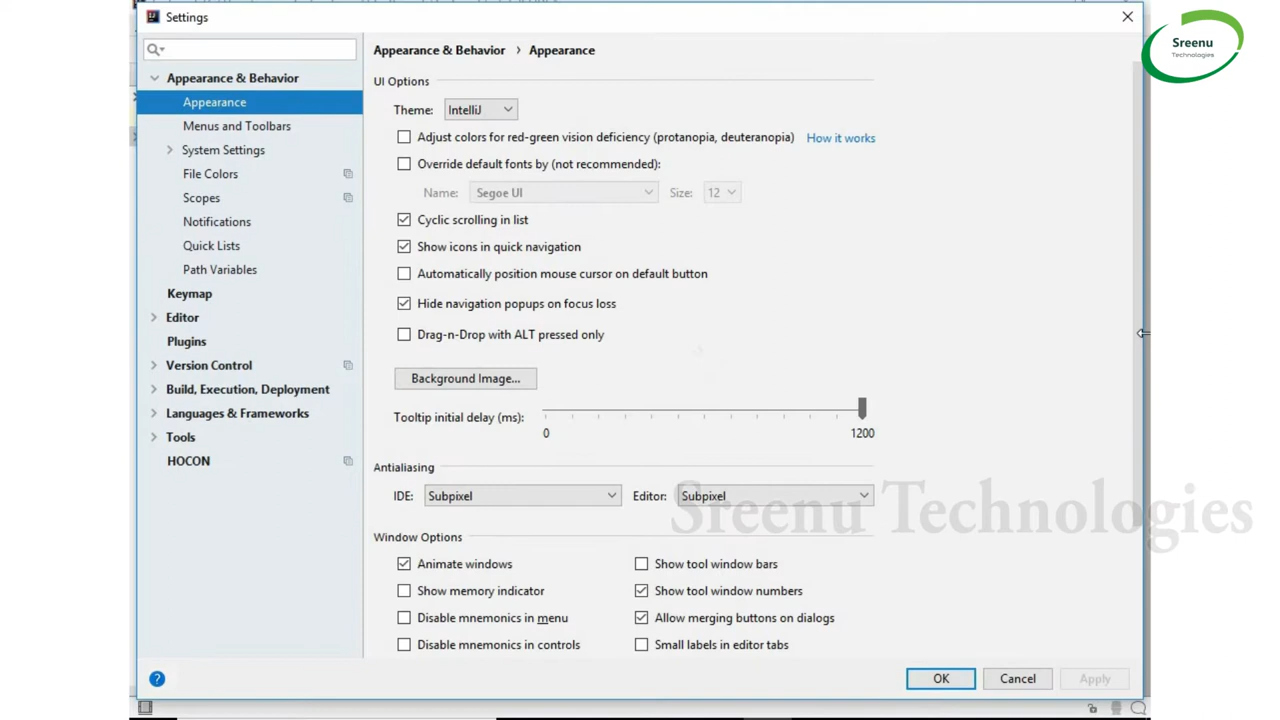 Settings
Sreenu
Technologies
Appearance & Behavior
Appearance
Menus and Toolbars
System Settings
File Colors
Scopes
Notifications
Quick Lists
Path Variables
Keymap
Editor
Plugins
Version Control
Build, Execution, Deployment
Languages & Frameworks
Tools
HOCON
Appearance & Behavior › Appearance
UI Options
Theme: IntelliJ
Adjust colors for red-green vision deficiency (protanopia, deuteranopia) How it works
Override default fonts by (not recommended):
Name: Segoe UI Size: 12
Cyclic scrolling in list
Show icons in quick navigation
Automatically position mouse cursor on default button
Hide navigation popups on focus loss
Drag-n-Drop with ALT pressed only
Background Image...
Tooltip initial delay (ms):
0 1200
Antialiasing
IDE: Subpixel Editor: Subpixel
Sreenu Technologies
Window Options
Animate windows Show tool window bars
Show memory indicator Show tool window numbers
Disable mnemonics in menu Allow merging buttons on dialogs
Disable mnemonics in controls Small labels in editor tabs
? OK Cancel Apply